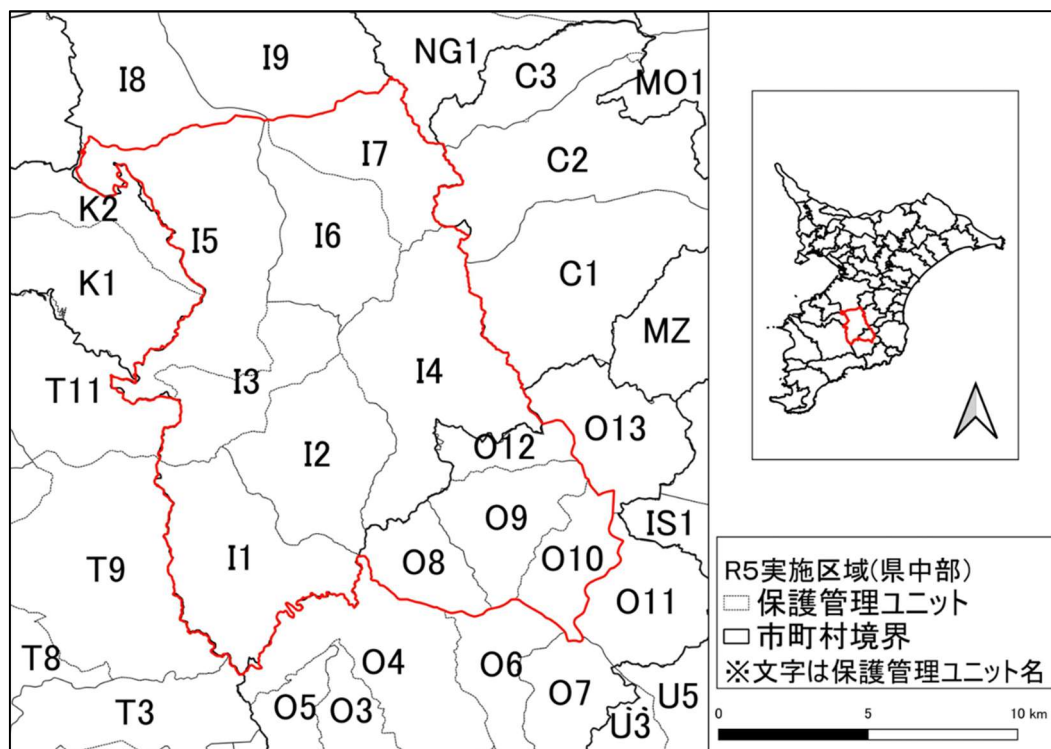 NG1
I9
C3
I8
MO1
I7
C2
K2
I6
I5
K1
C1
MZ
I4
I3
T11
O13
O12
I2
O9
IS1
I1
O8
O10
T9
O11
T8
O4
O6
U5
O7
O5
O3
T3
U3
R5実施区域(県中部)
保護管理ユニット
市町村境界
※文字は保護管理ユニット名
0 5 10 km